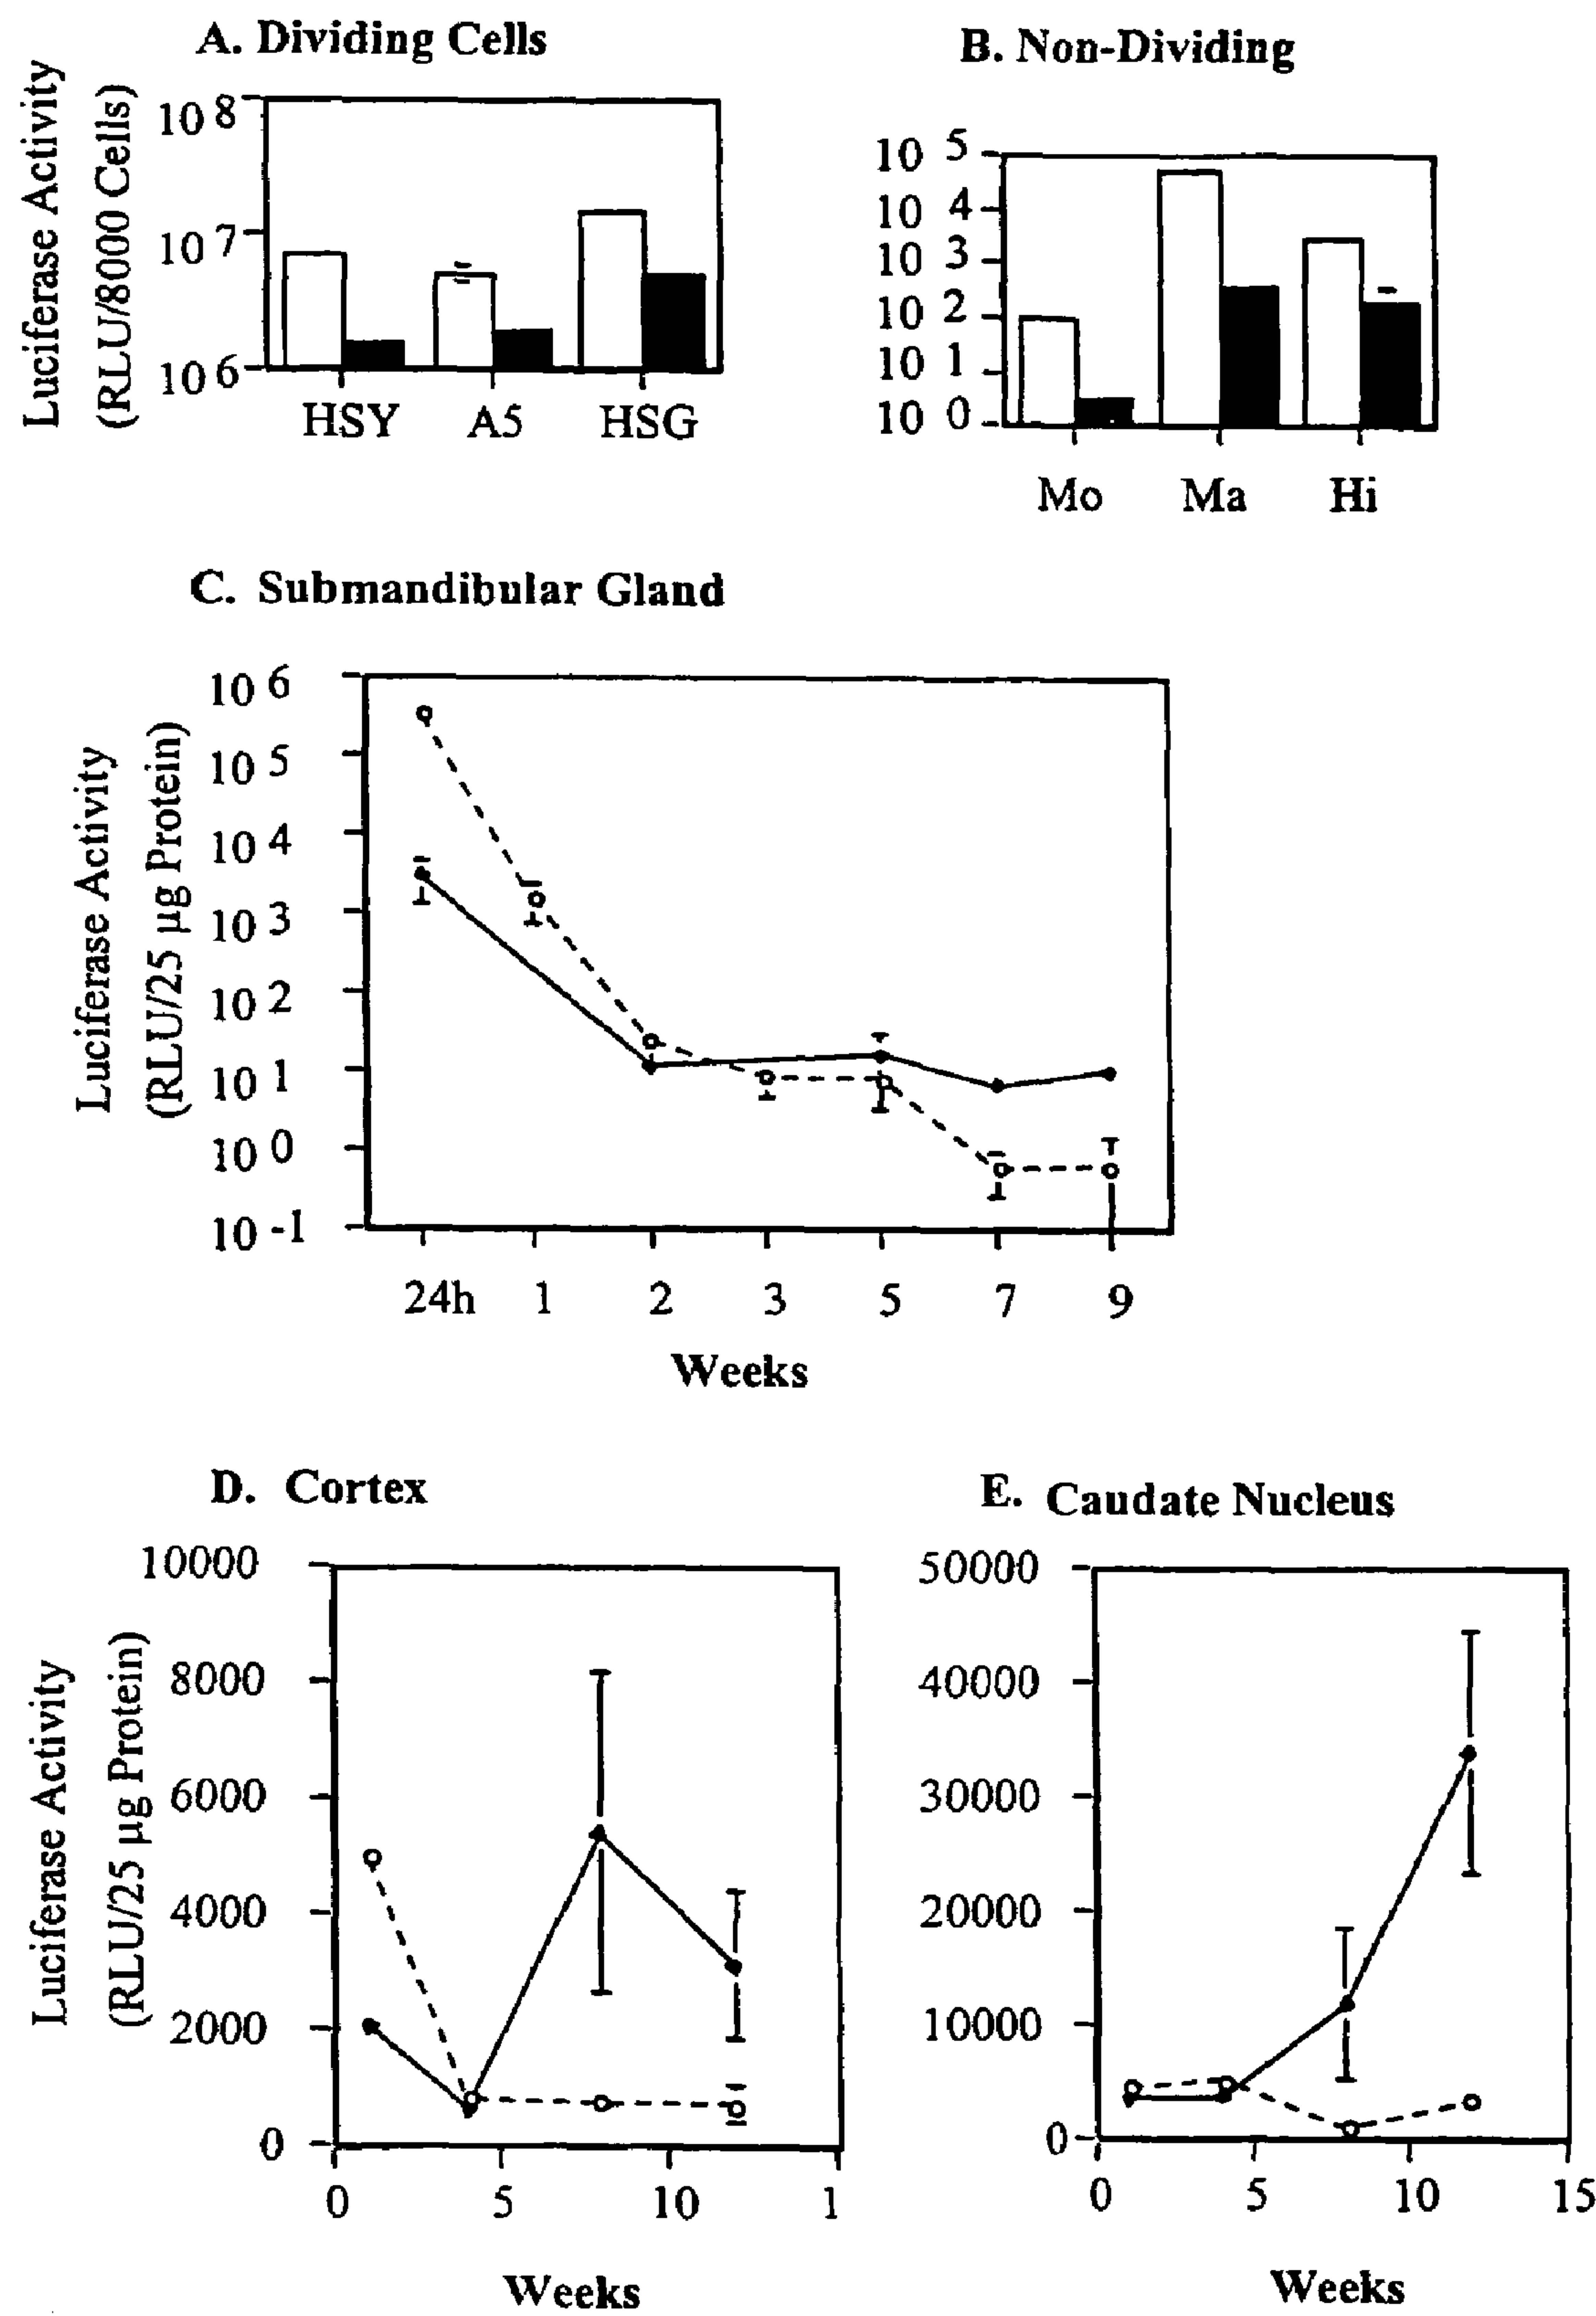 A. Dividing Cells
Luciferase Activity
(RLU/8000 Cells)
10 8
10 7
10 6
HSY A5 HSG
B. Non-Dividing
10 5
10 4
10 3
10 2
10 1
10 0
Mo Ma Hi
C. Submandibular Gland
Luciferase Activity
(RLU/25 µg Protein)
10 6
10 5
10 4
10 3
10 2
10 1
10 0
10 -1
24h 1 2 3 5 7 9
Weeks
D. Cortex
Luciferase Activity
(RLU/25 µg Protein)
10000
8000
6000
4000
2000
0
0 5 10 1
Weeks
E. Caudate Nucleus
50000
40000
30000
20000
10000
0
0 5 10 15
Weeks